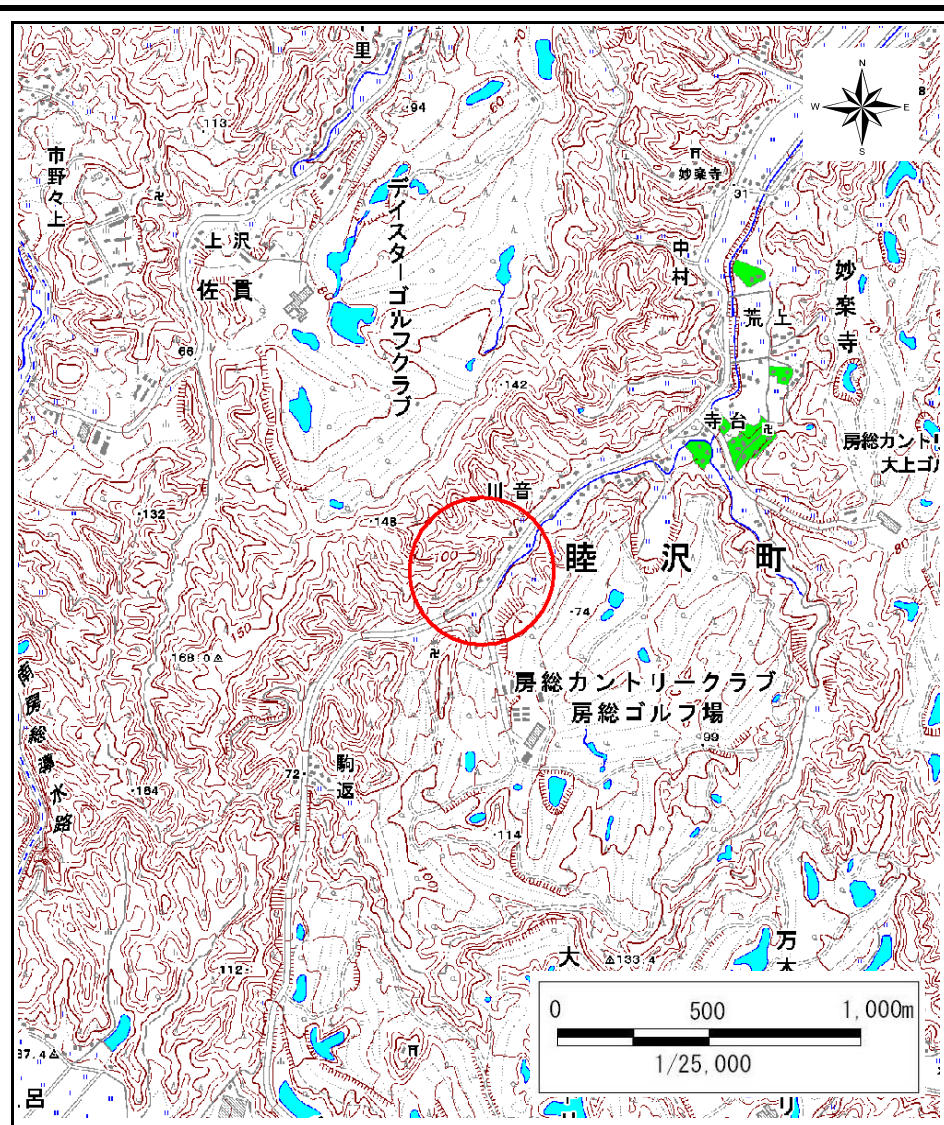 里
94
60
113
市野々上
デイスターゴルフクラブ
妙楽寺
31
上沢
中村
佐貫
妙楽寺
荒上
66
142
寺台
房総カントリ
大上ゴル
川音
132
148
100
睦沢町
80
74
150
168.0
房総カントリークラブ
房総ゴルフ場
99
南房総導水路
72
駒返
164
114
100
大
133.4
万木
112
37.4
呂
リ
N
W
E
S
0 500 1,000m
1/25,000